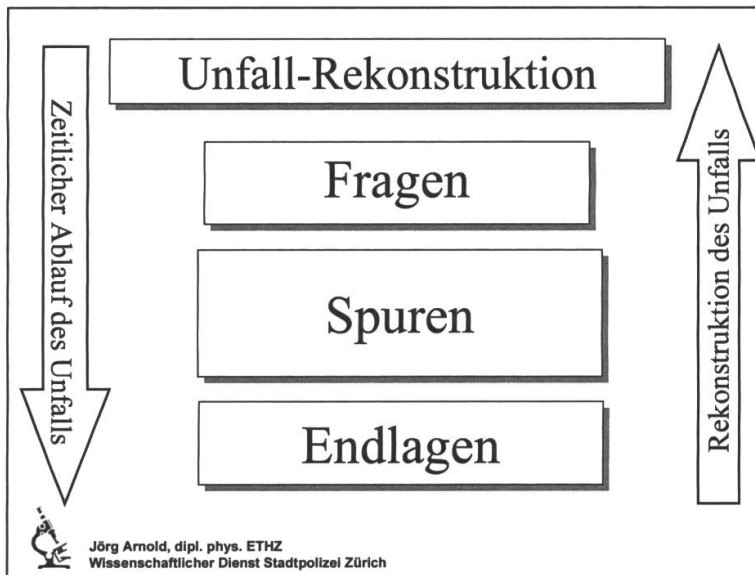 Unfall-Rekonstruktion
Zeitlicher Ablauf des Unfalls
Fragen
Spuren
Endlagen
Rekonstruktion des Unfalls
Jörg Arnold, dipl. phys. ETHZ
Wissenschaftlicher Dienst Stadtpolizei Zürich